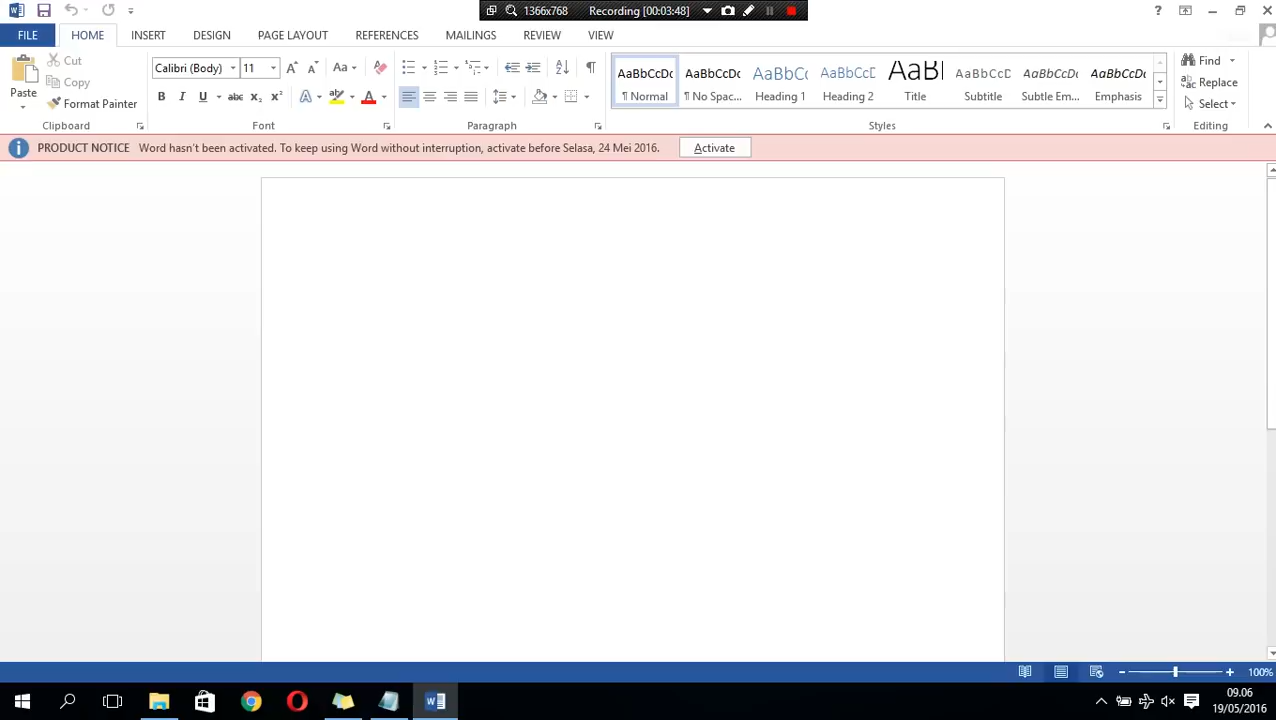 1366x768 Recording [00:03:48]
FILE HOME INSERT DESIGN PAGE LAYOUT REFERENCES MAILINGS REVIEW VIEW
Cut
Copy
Format Painter
Paste
Clipboard
Calibri (Body) 11
Font
Paragraph
AaBbCcDc AaBbCcDc AaBbCc AaBbCcC AaBl AaBbCcD AaBbCcDc AaBbCcDc
¶ Normal ¶ No Spac... Heading 1 Heading 2 Title Subtitle Subtle Em... Emphasis
Styles
Find
Replace
Select
Editing
PRODUCT NOTICE Word hasn't been activated. To keep using Word without interruption, activate before Selasa, 24 Mei 2016. Activate
100%
09.06
19/05/2016